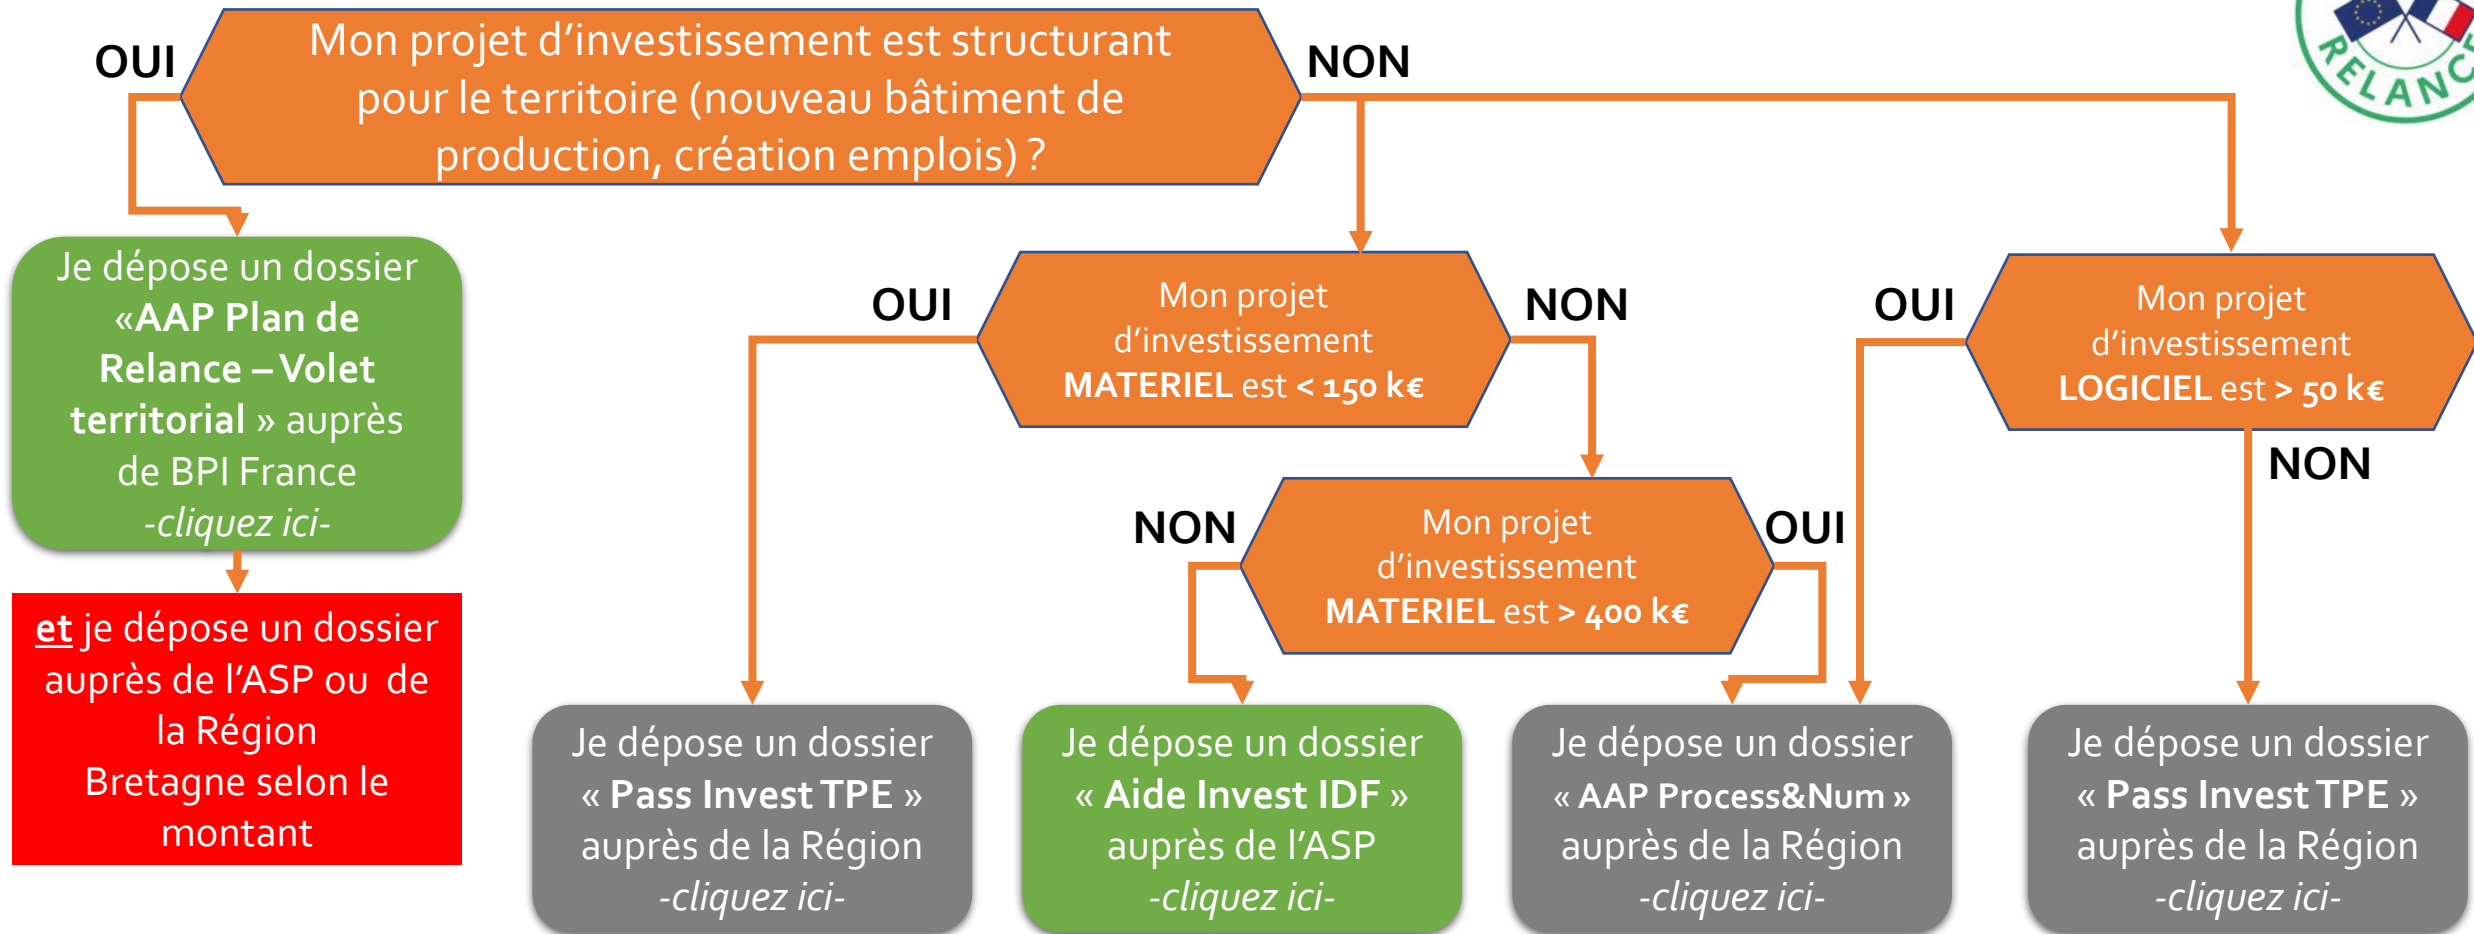 OUI
Mon projet d’investissement est structurant
pour le territoire (nouveau bâtiment de
production, création emplois) ?
NON
RELANCE
Je dépose un dossier
«AAP Plan de
Relance – Volet
territorial » auprès
de BPI France
-cliquez ici-
et je dépose un dossier
auprès de l'ASP ou de
la Région
Bretagne selon le
montant
OUI
Mon projet
d’investissement
MATERIEL est < 150 k€
NON
OUI
Mon projet
d’investissement
LOGICIEL est > 50 k€
NON
NON
Mon projet
d’investissement
MATERIEL est > 400 k€
OUI
Je dépose un dossier
« Pass Invest TPE »
auprès de la Région
-cliquez ici-
Je dépose un dossier
« Aide Invest IDF »
auprès de l'ASP
-cliquez ici-
Je dépose un dossier
« AAP Process&Num »
auprès de la Région
-cliquez ici-
Je dépose un dossier
« Pass Invest TPE »
auprès de la Région
-cliquez ici-